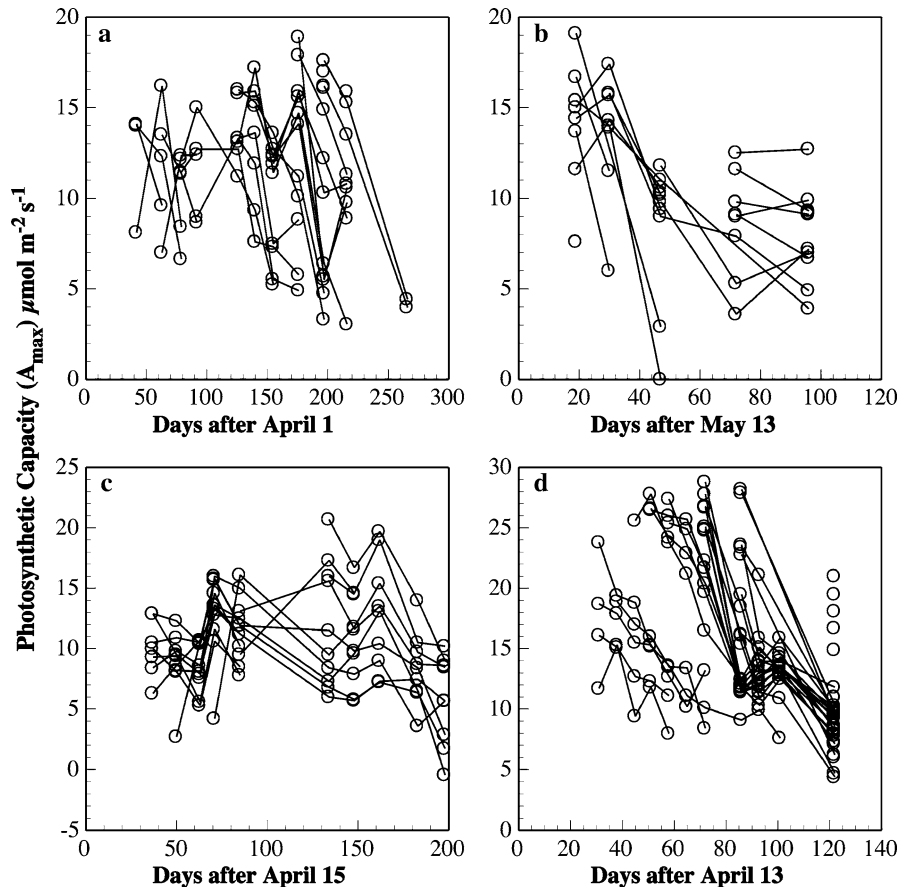 Photosynthetic Capacity (Amax) µmol m-2 s-1
a
20
15
10
5
0
0 50 100 150 200 250 300
Days after April 1
b
20
15
10
5
0
0 20 40 60 80 100 120
Days after May 13
c
25
20
15
10
5
0
-5
0 50 100 150 200
Days after April 15
d
30
25
20
15
10
5
0
0 20 40 60 80 100 120 140
Days after April 13